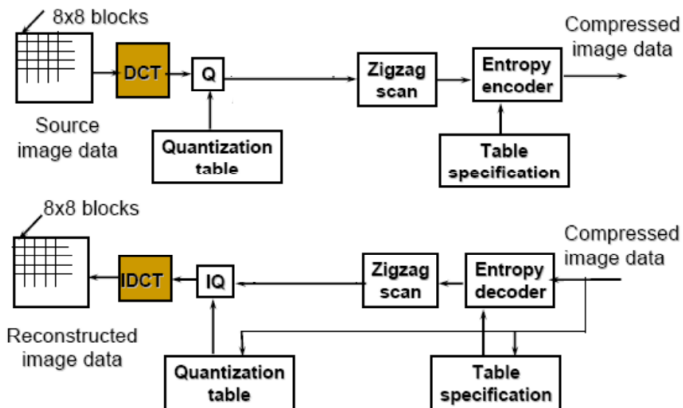 8x8 blocks
Compressed
image data
DCT
Q
Zigzag
scan
Entropy
encoder
Source
image data
Quantization
table
Table
specification
8x8 blocks
Compressed
image data
IDCT
IQ
Zigzag
scan
Entropy
decoder
Reconstructed
image data
Quantization
table
Table
specification